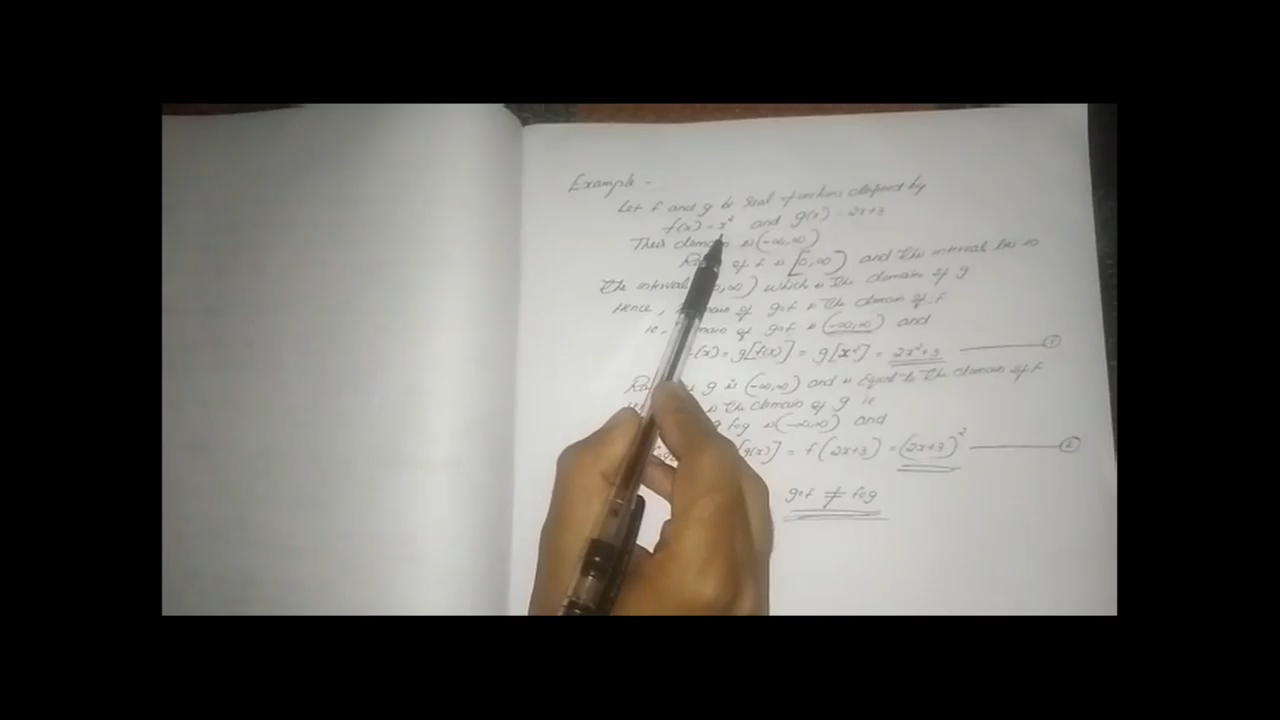 Example -
Let f and g be real functions defined by
f(x) = x² and g(x) = 2x+3
Their domain is (-∞,∞)
of f is [0,∞) and the interval
The interval ,∞) which is the domain of g
Hence, of gof is the domain of f
ie, of gof is (-∞,∞) and
(x) = g[f(x)] = g[x²] = 2x²+3 ①
g is (-∞,∞) and is equal to the domain of f
is the domain of g ie
fog is (-∞,∞) and
[g(x)] = f(2x+3) = (2x+3)² ②
gof ≠ fog